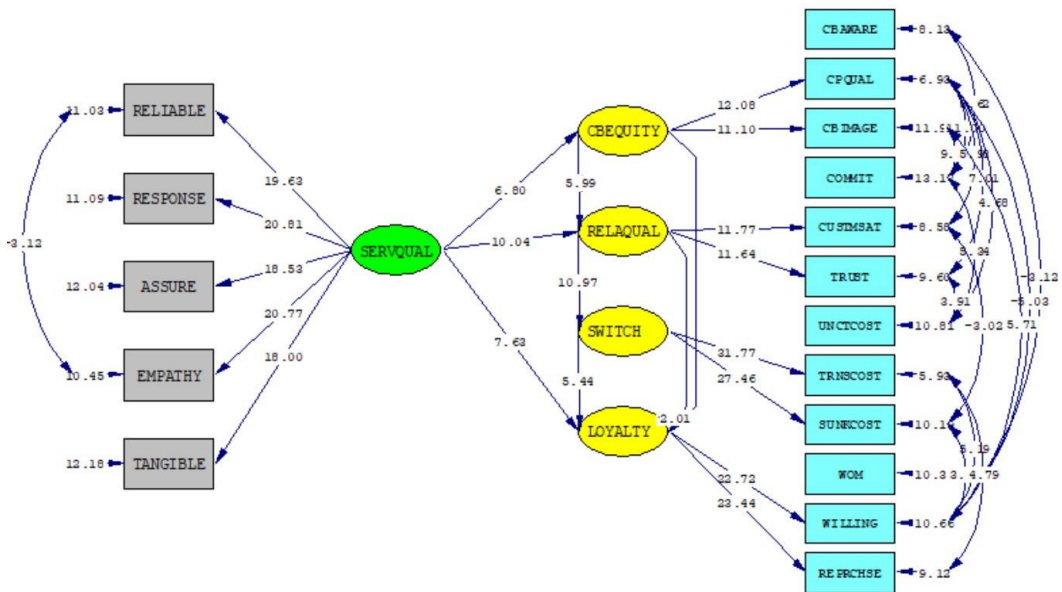 CBAWARE
8.13
CPQUAL
6.93
12.08
11.03
RELIABLE
CBEQUITY
11.10
CBIMAGE
19.63
6.80
COMMIT
5.99
7.01
4.68
11.09
RESPONSE
20.81
SERVQUAL
10.04
RELAQUAL
11.77
CUSTMSAT
8.58
-3.12
11.64
5.34
18.53
10.97
TRUST
9.60
-3.12
12.04
ASSURE
20.77
3.91
-5.03
18.00
7.63
SWITCH
UNCTCOST
10.81
-3.02
5.71
31.77
TRNSCOST
5.93
10.45
EMPATHY
5.44
27.46
LOYALTY
SUNKCOST
5.19
12.18
TANGIBLE
22.72
WOM
4.79
23.44
WILLING
10.66
REPRCHSE
9.12